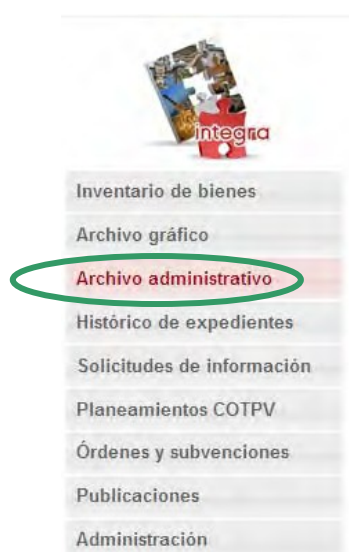 integra
Inventario de bienes
Archivo gráfico
Archivo administrativo
Histórico de expedientes
Solicitudes de información
Planeamientos COTPV
Órdenes y subvenciones
Publicaciones
Administración